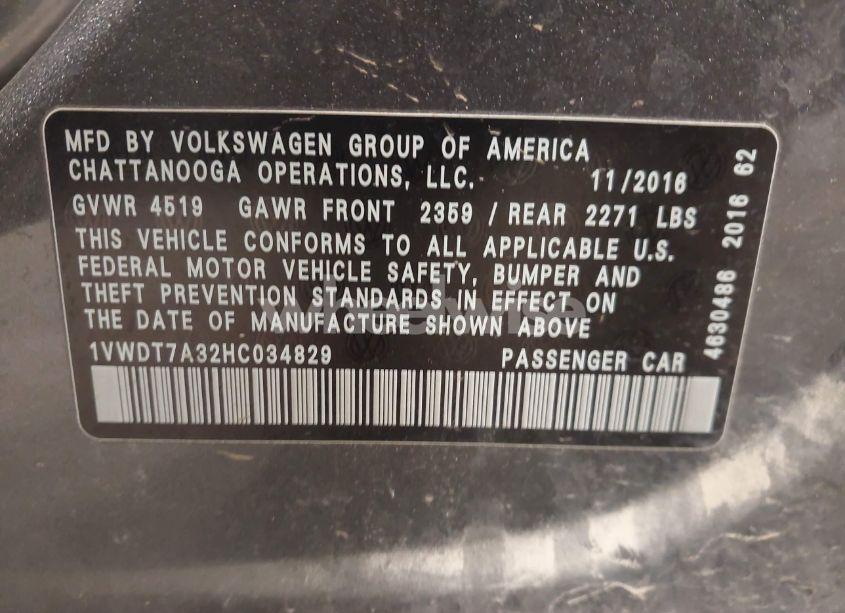 MFD BY VOLKSWAGEN GROUP OF AMERICA
CHATTANOOGA OPERATIONS, LLC. 11/2016
GVWR 4519 GAWR FRONT 2359 / REAR 2271 LBS
THIS VEHICLE CONFORMS TO ALL APPLICABLE U.S.
FEDERAL MOTOR VEHICLE SAFETY, BUMPER AND
THEFT PREVENTION STANDARDS IN EFFECT ON
THE DATE OF MANUFACTURE SHOWN ABOVE
1VWDT7A32HC034829 PASSENGER CAR
4630486 2016 62
wheelwise